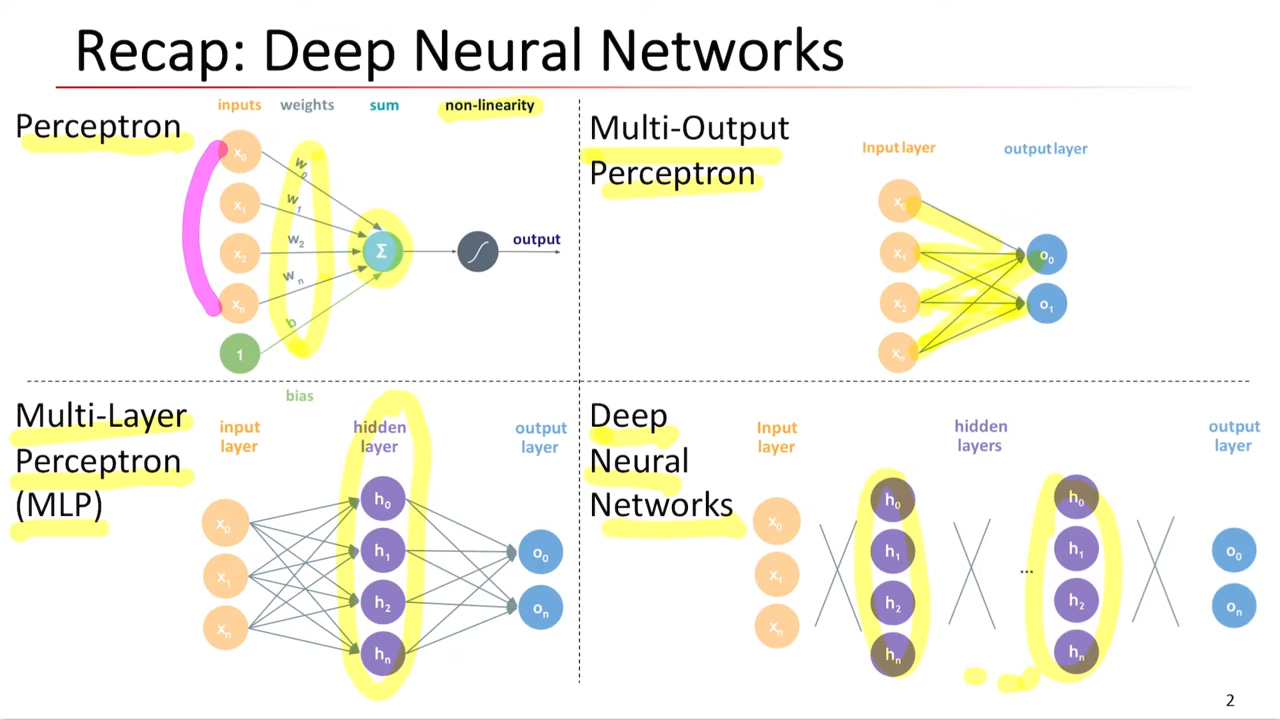 Recap: Deep Neural Networks
Perceptron
inputs weights sum non-linearity
x0
x1
x2
xn
1
w0
w1
w2
wn
b
Σ
output
bias
Multi-Output
Perceptron
Input layer output layer
x0
x1
x2
xn
o0
o1
Multi-Layer
Perceptron
(MLP)
input
layer
hidden
layer
output
layer
x0
x1
xn
h0
h1
h2
hn
o0
on
Deep
Neural
Networks
Input
layer
hidden
layers
output
layer
x0
x1
xn
h0
h1
h2
hn
...
h0
h1
h2
hn
o0
on
2